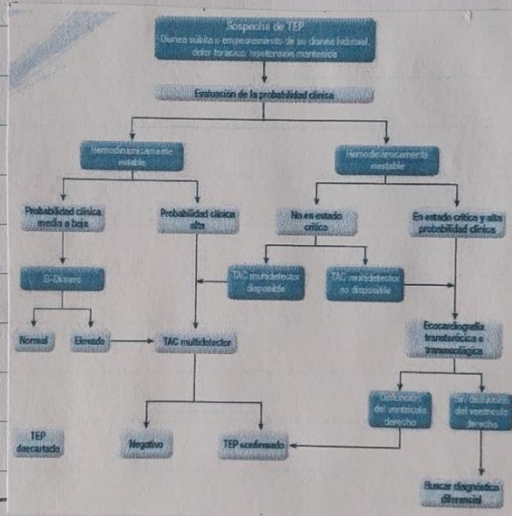 Sospecha de TEP
Disnea súbita o empeoramiento de su disnea habitual,
dolor torácico, hipotensión mantenida
Evaluación de la probabilidad clínica
Hemodinámicamente
estable
Hemodinámicamente
inestable
Probabilidad clínica
media o baja
Probabilidad clínica
alta
No en estado
crítico
En estado crítico y alta
probabilidad clínica
D-Dímero
TAC multidetector
disponible
TAC multidetector
no disponible
Normal
Elevado
TAC multidetector
Ecocardiografía
transtorácica o
transesofágica
Disfunción
del ventrículo
derecho
Sin disfunción
del ventrículo
derecho
TEP
descartado
Negativo
TEP confirmado
Buscar diagnóstico
diferencial